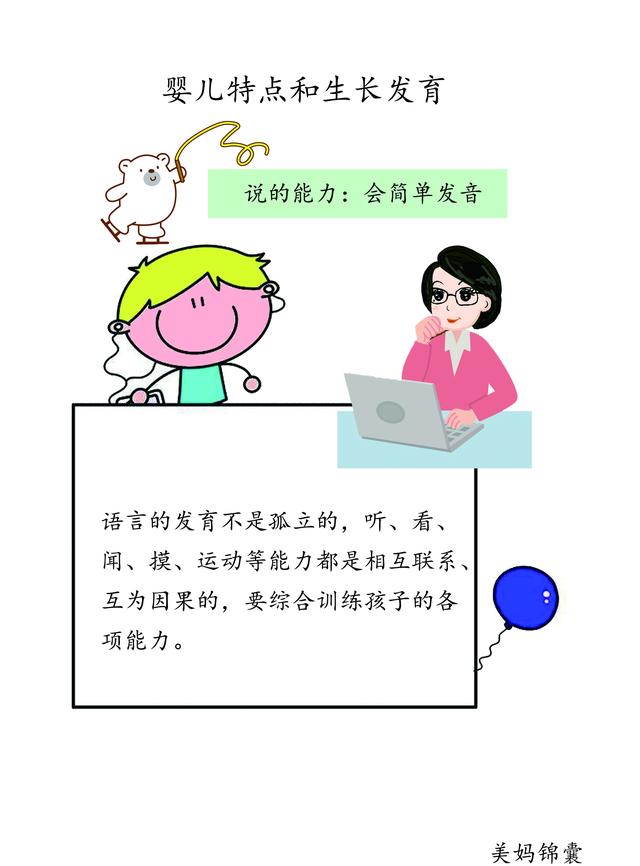 婴儿特点和生长发育
说的能力：会简单发音
语言的发育不是孤立的，听、看、
闻、摸、运动等能力都是相互联系、
互为因果的，要综合训练孩子的各
项能力。
美妈锦囊